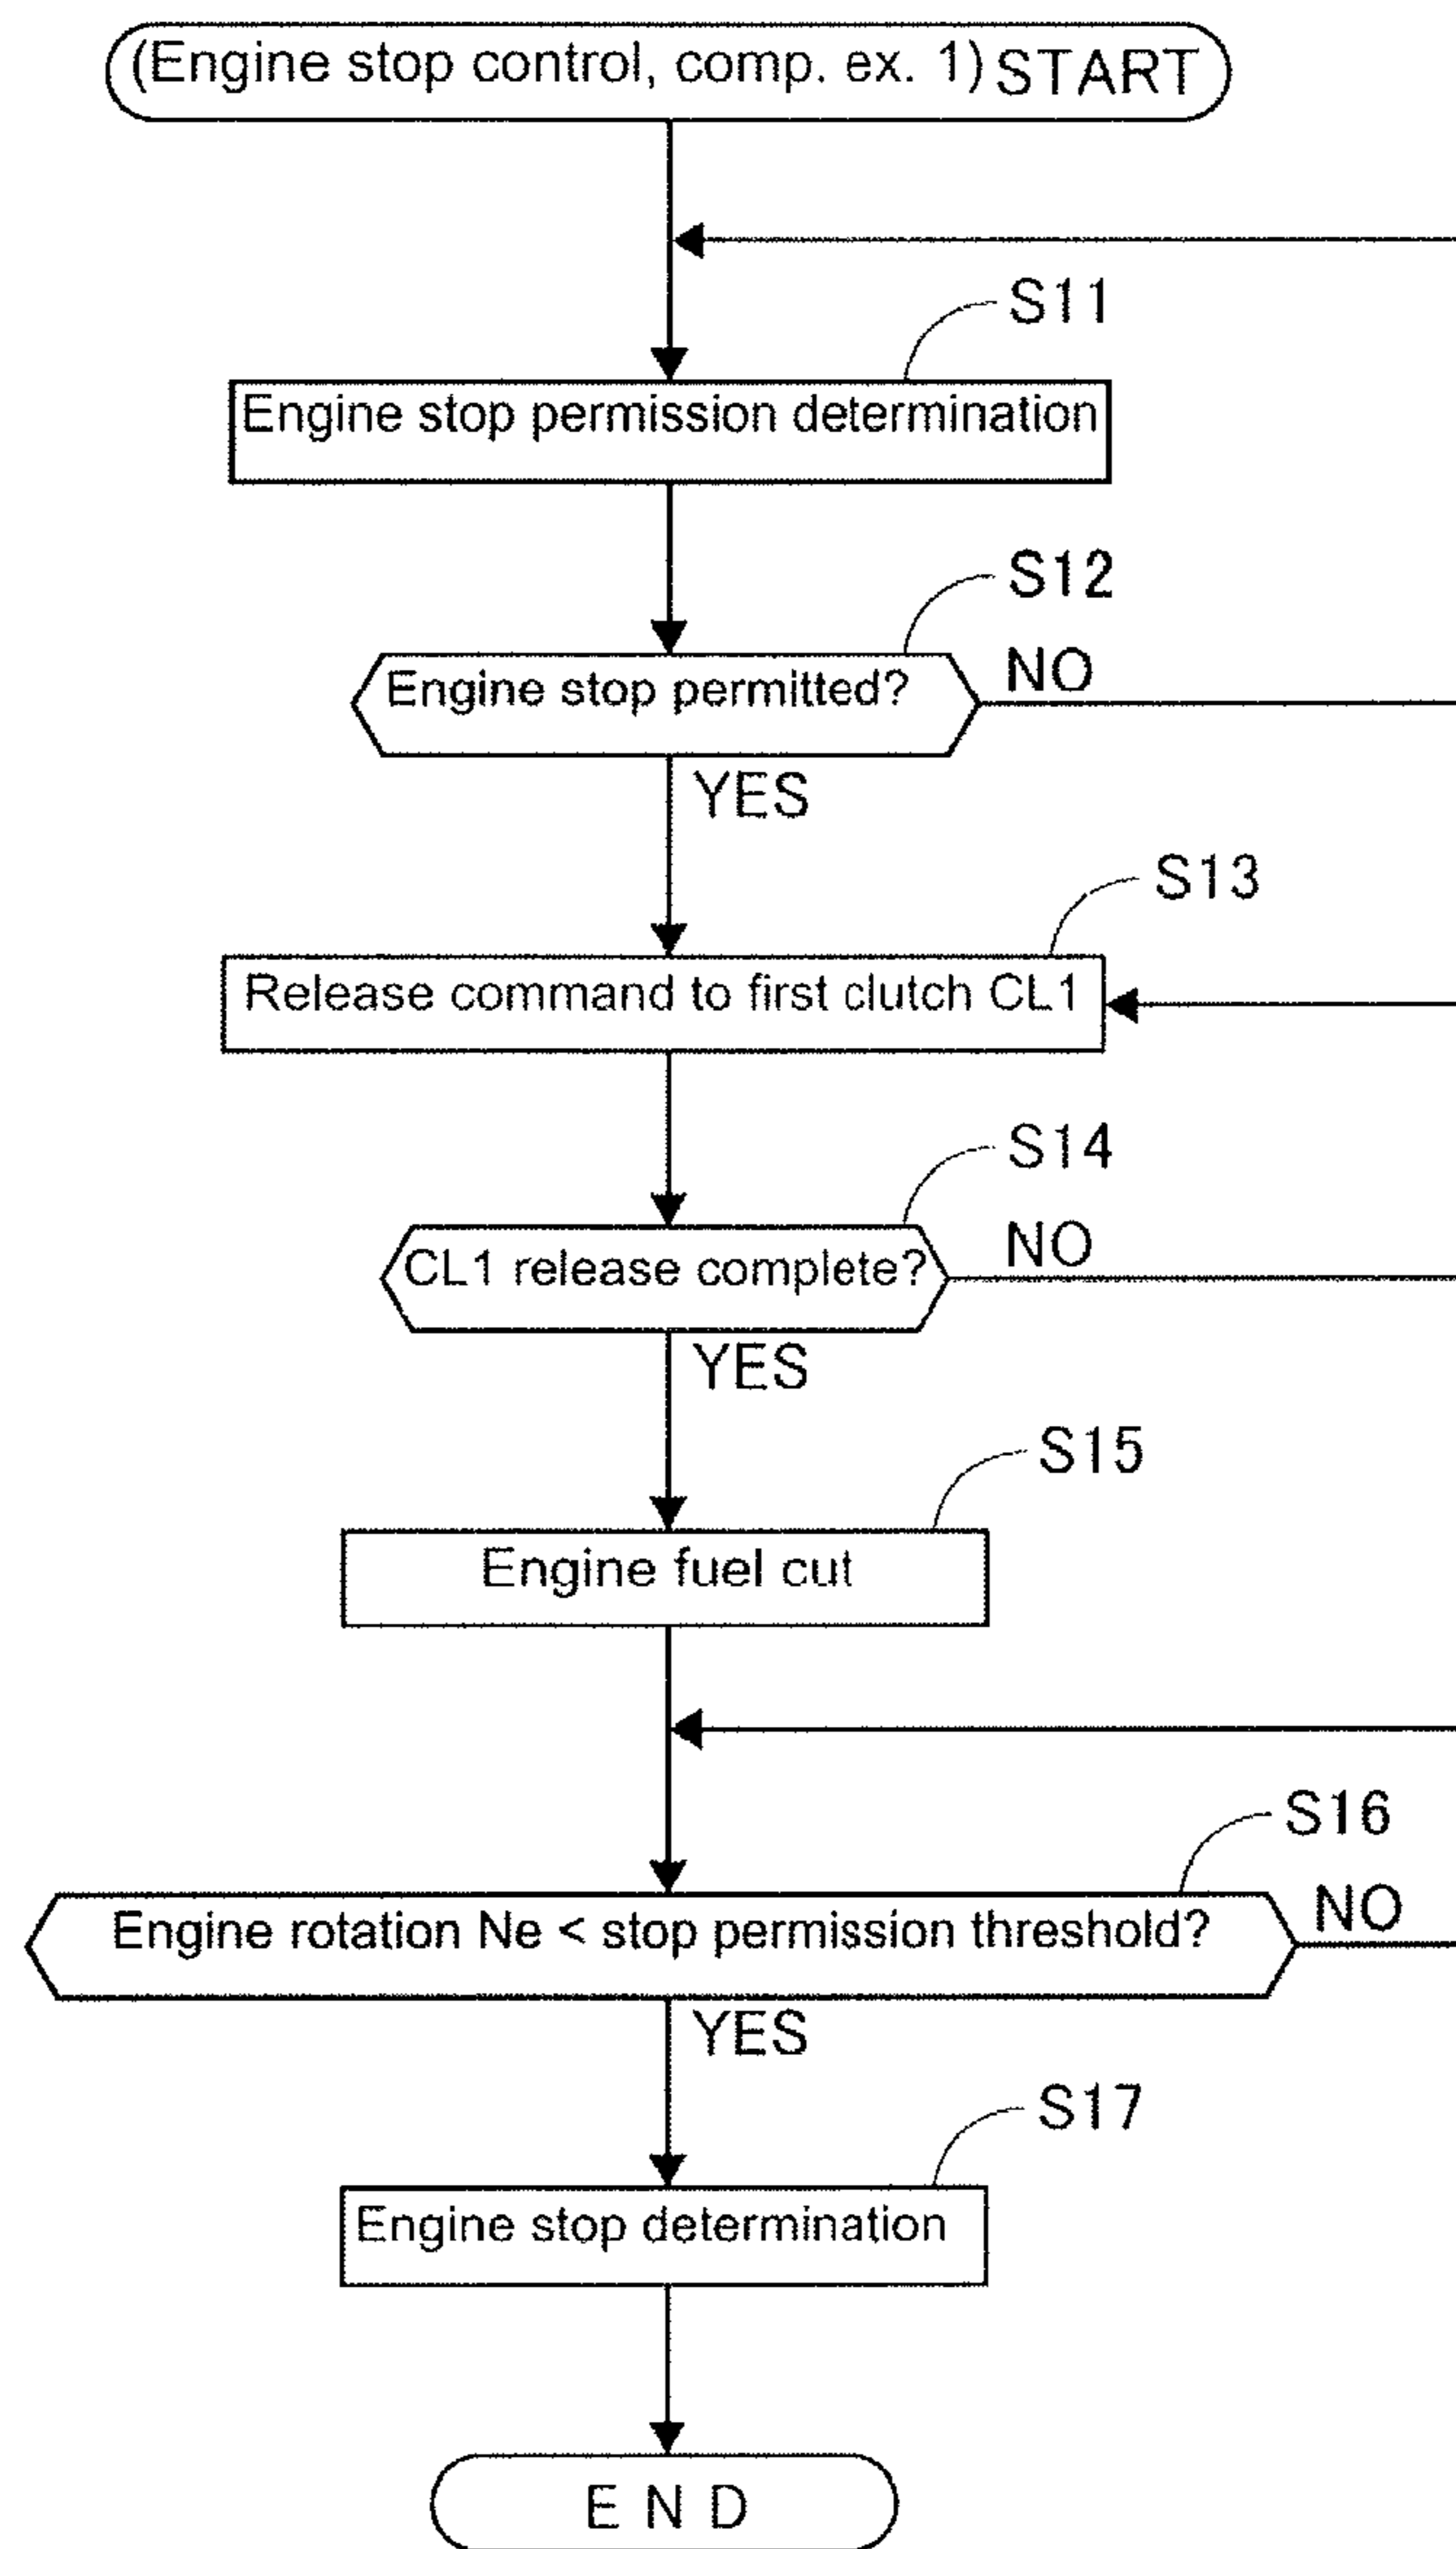 (Engine stop control, comp. ex. 1) START
S11
Engine stop permission determination
S12
Engine stop permitted?
NO
YES
S13
Release command to first clutch CL1
S14
CL1 release complete?
NO
YES
S15
Engine fuel cut
S16
Engine rotation Ne < stop permission threshold?
NO
YES
S17
Engine stop determination
END